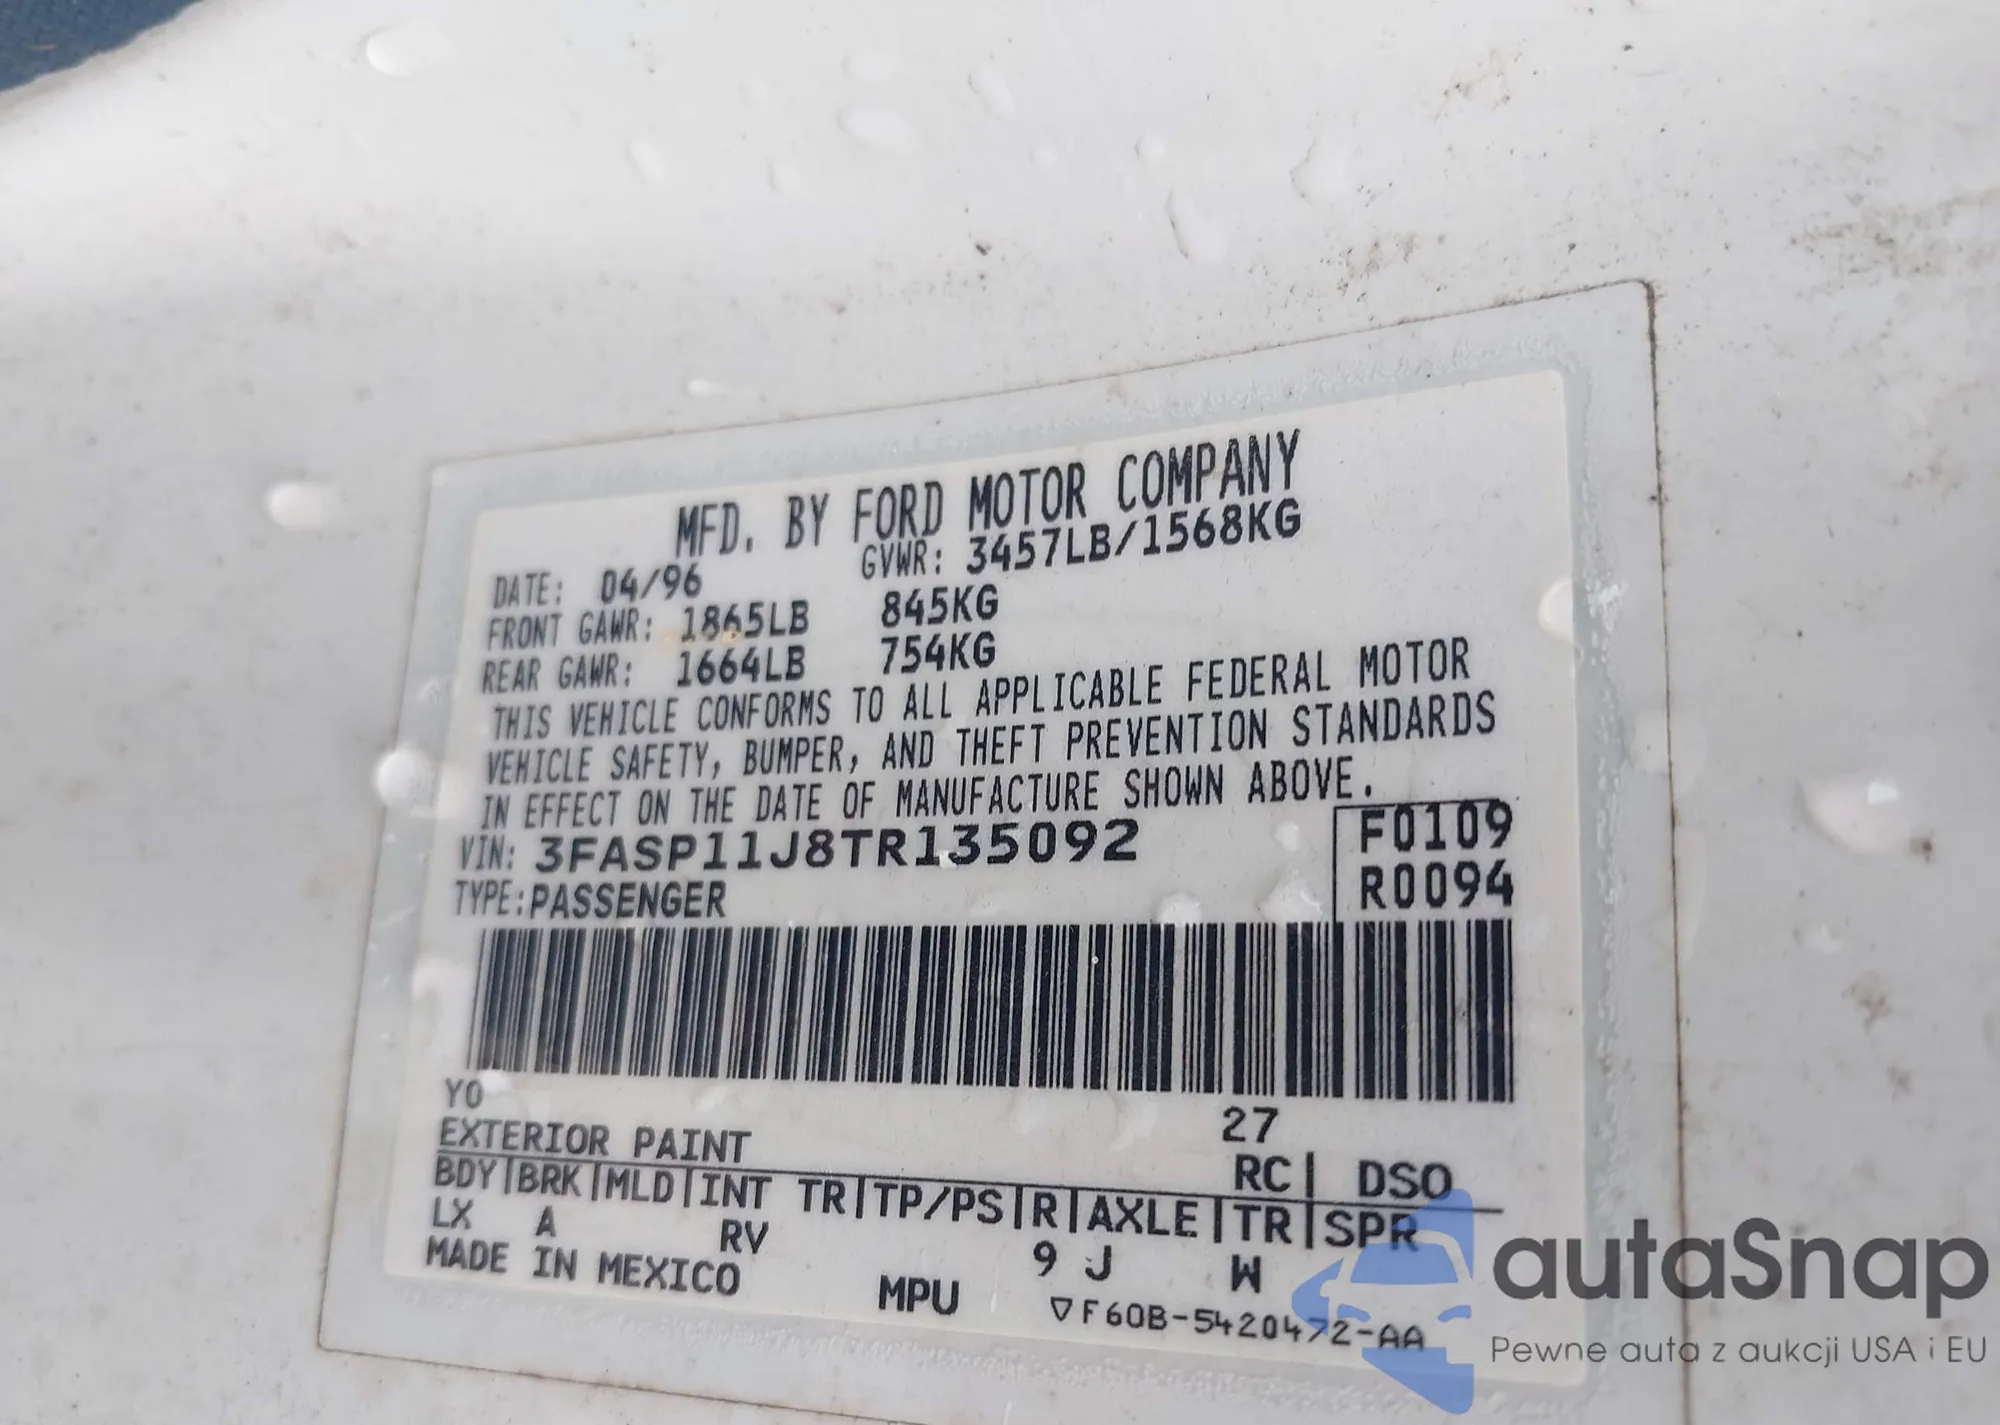 MFD. BY FORD MOTOR COMPANY
DATE: 04/96 GVWR: 3457LB/1568KG
FRONT GAWR: 1865LB 845KG
REAR GAWR: 1664LB 754KG
THIS VEHICLE CONFORMS TO ALL APPLICABLE FEDERAL MOTOR
VEHICLE SAFETY, BUMPER, AND THEFT PREVENTION STANDARDS
IN EFFECT ON THE DATE OF MANUFACTURE SHOWN ABOVE.
VIN: 3FASP11J8TR135092 F0109
TYPE:PASSENGER R0094
YO 27
EXTERIOR PAINT RC| DSO
BDY|BRK|MLD|INT TR|TP/PS|R|AXLE|TR|SPR
LX A RV 9 J W
MADE IN MEXICO MPU ▽F60B-5420472-AA
autaSnap
Pewne auta z aukcji USA i EU